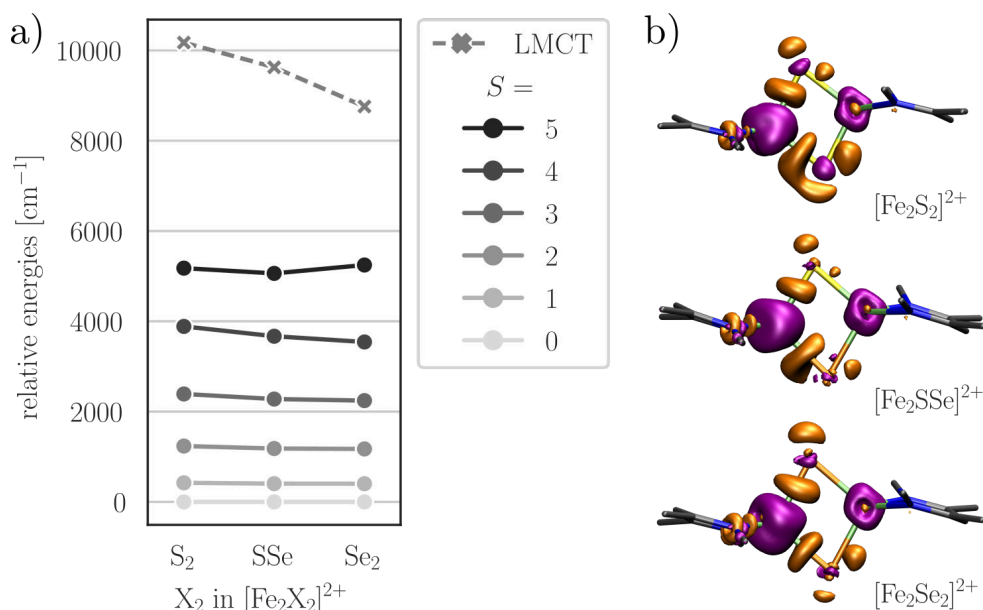 a)
relative energies [cm⁻¹]
10000
8000
6000
4000
2000
0
S₂
SSe
Se₂
X₂ in [Fe₂X₂]²⁺
LMCT
S =
5
4
3
2
1
0
b)
[Fe₂S₂]²⁺
[Fe₂SSe]²⁺
[Fe₂Se₂]²⁺